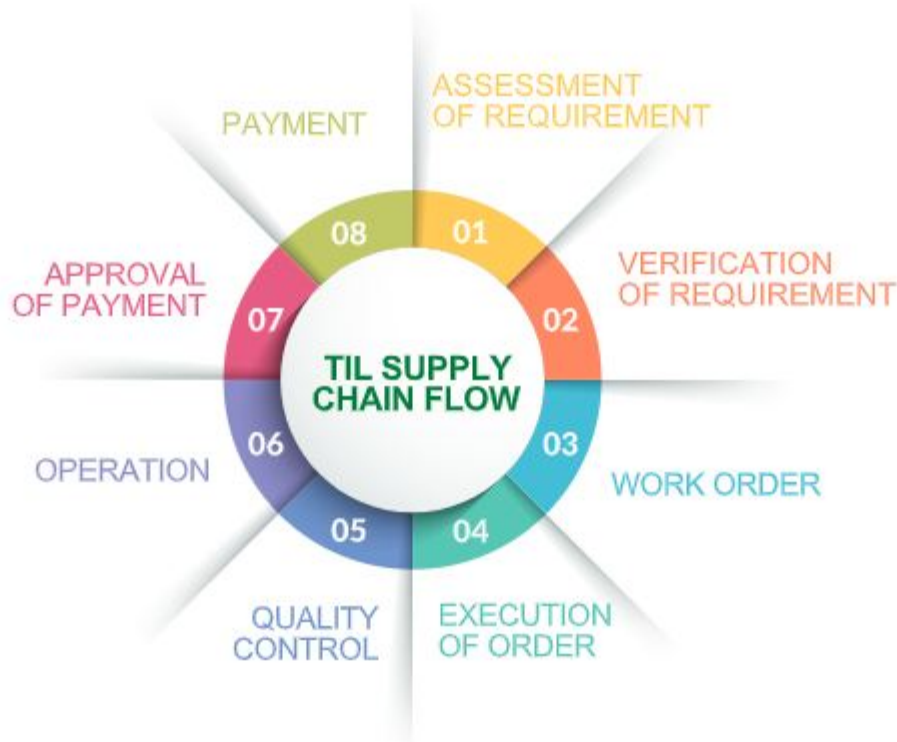 TIL SUPPLY
CHAIN FLOW
01
ASSESSMENT
OF REQUIREMENT
02
VERIFICATION
OF REQUIREMENT
03
WORK ORDER
04
EXECUTION
OF ORDER
05
QUALITY
CONTROL
06
OPERATION
07
APPROVAL
OF PAYMENT
08
PAYMENT